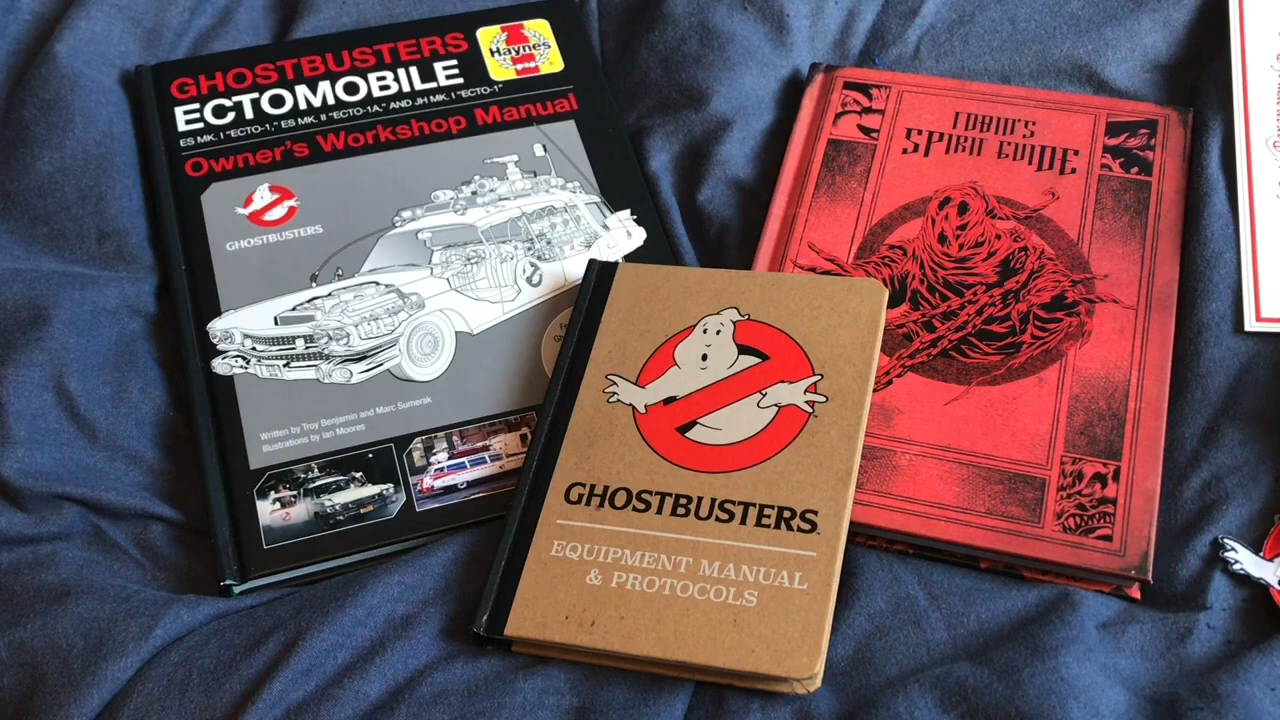 GHOSTBUSTERS
ECTOMOBILE
ES MK. I "ECTO-1," ES MK. II "ECTO-1A," AND JH MK. I "ECTO-1"
Owner's Workshop Manual
Haynes
GHOSTBUSTERS
Written by Troy Benjamin and Marc Sumerak
Illustrations by Ian Moores
GHOSTBUSTERS
EQUIPMENT MANUAL
& PROTOCOLS
TOBIN'S
SPIRIT GUIDE